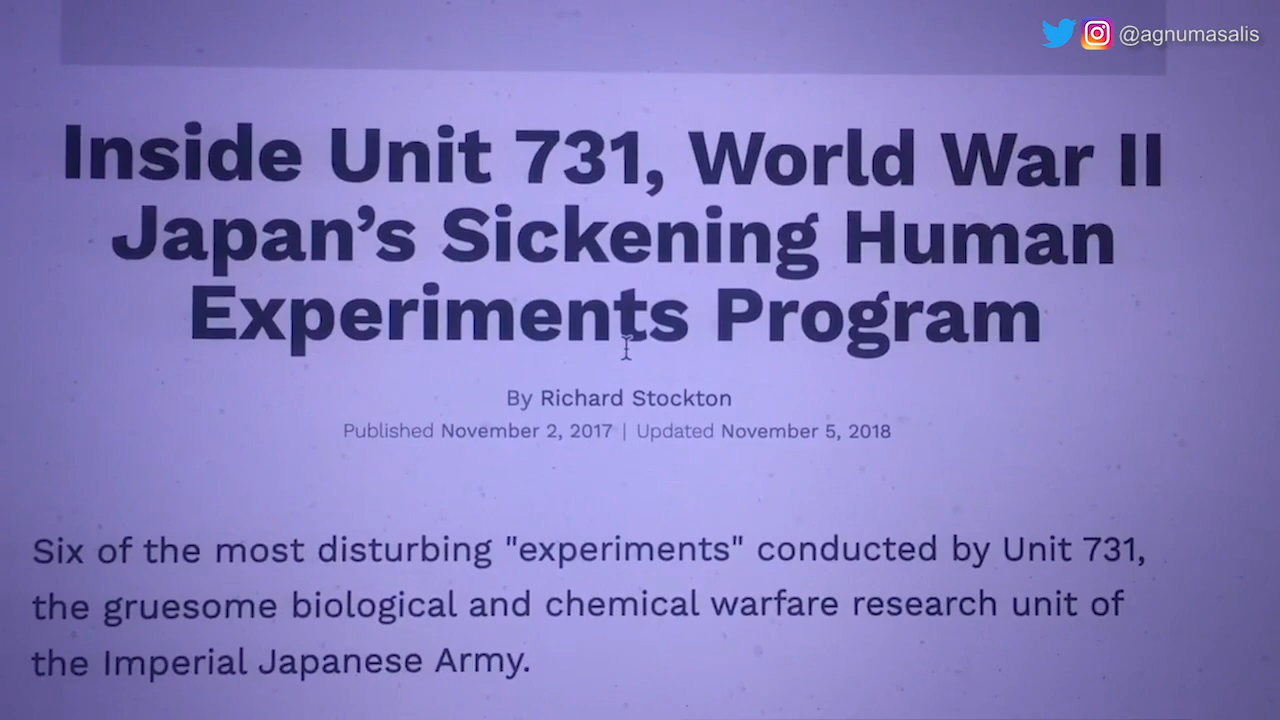 @agnumasalis
Inside Unit 731, World War II
Japan’s Sickening Human
Experiments Program
By Richard Stockton
Published November 2, 2017 | Updated November 5, 2018
Six of the most disturbing "experiments" conducted by Unit 731,
the gruesome biological and chemical warfare research unit of
the Imperial Japanese Army.